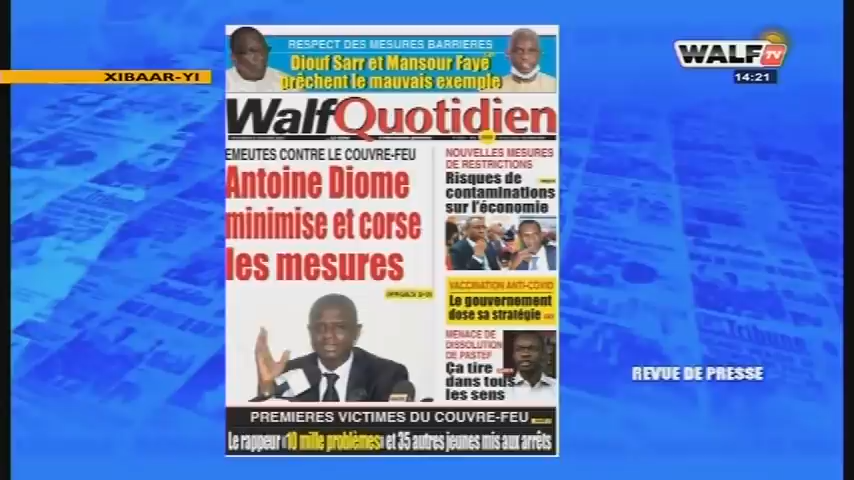 XIBAAR-YI
WALF TV
14:21
RESPECT DES MESURES BARRIERES
Diouf Sarr et Mansour Faye
prêchent le mauvais exemple
WalfQuotidien
EMEUTES CONTRE LE COUVRE-FEU
Antoine Diome
minimise et corse
les mesures
NOUVELLES MESURES
DE RESTRICTIONS
Risques de
contaminations
sur l'économie
VACCINATION ANTI-COVID
Le gouvernement
dose sa stratégie
MENACE DE
DISSOLUTION
DE PASTEF
Ça tire
dans tous
les sens
PREMIERES VICTIMES DU COUVRE-FEU
Le rappeur «10 mille problèmes» et 35 autres jeunes mis aux arrêts
REVUE DE PRESSE